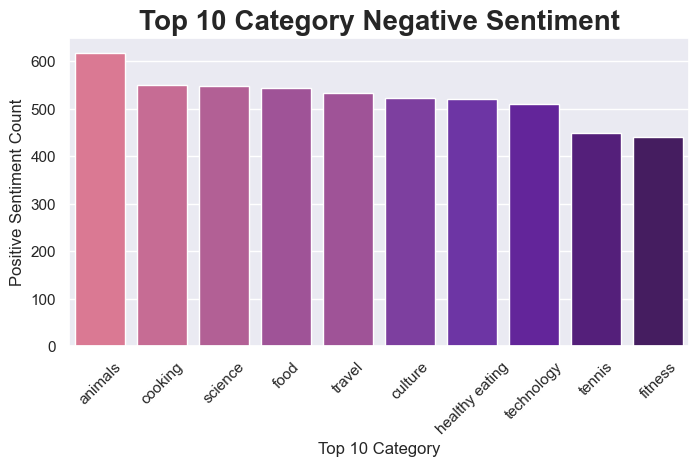 Top 10 Category Negative Sentiment
Positive Sentiment Count
600
500
400
300
200
100
0
animals
cooking
science
food
travel
culture
healthy eating
technology
tennis
fitness
Top 10 Category